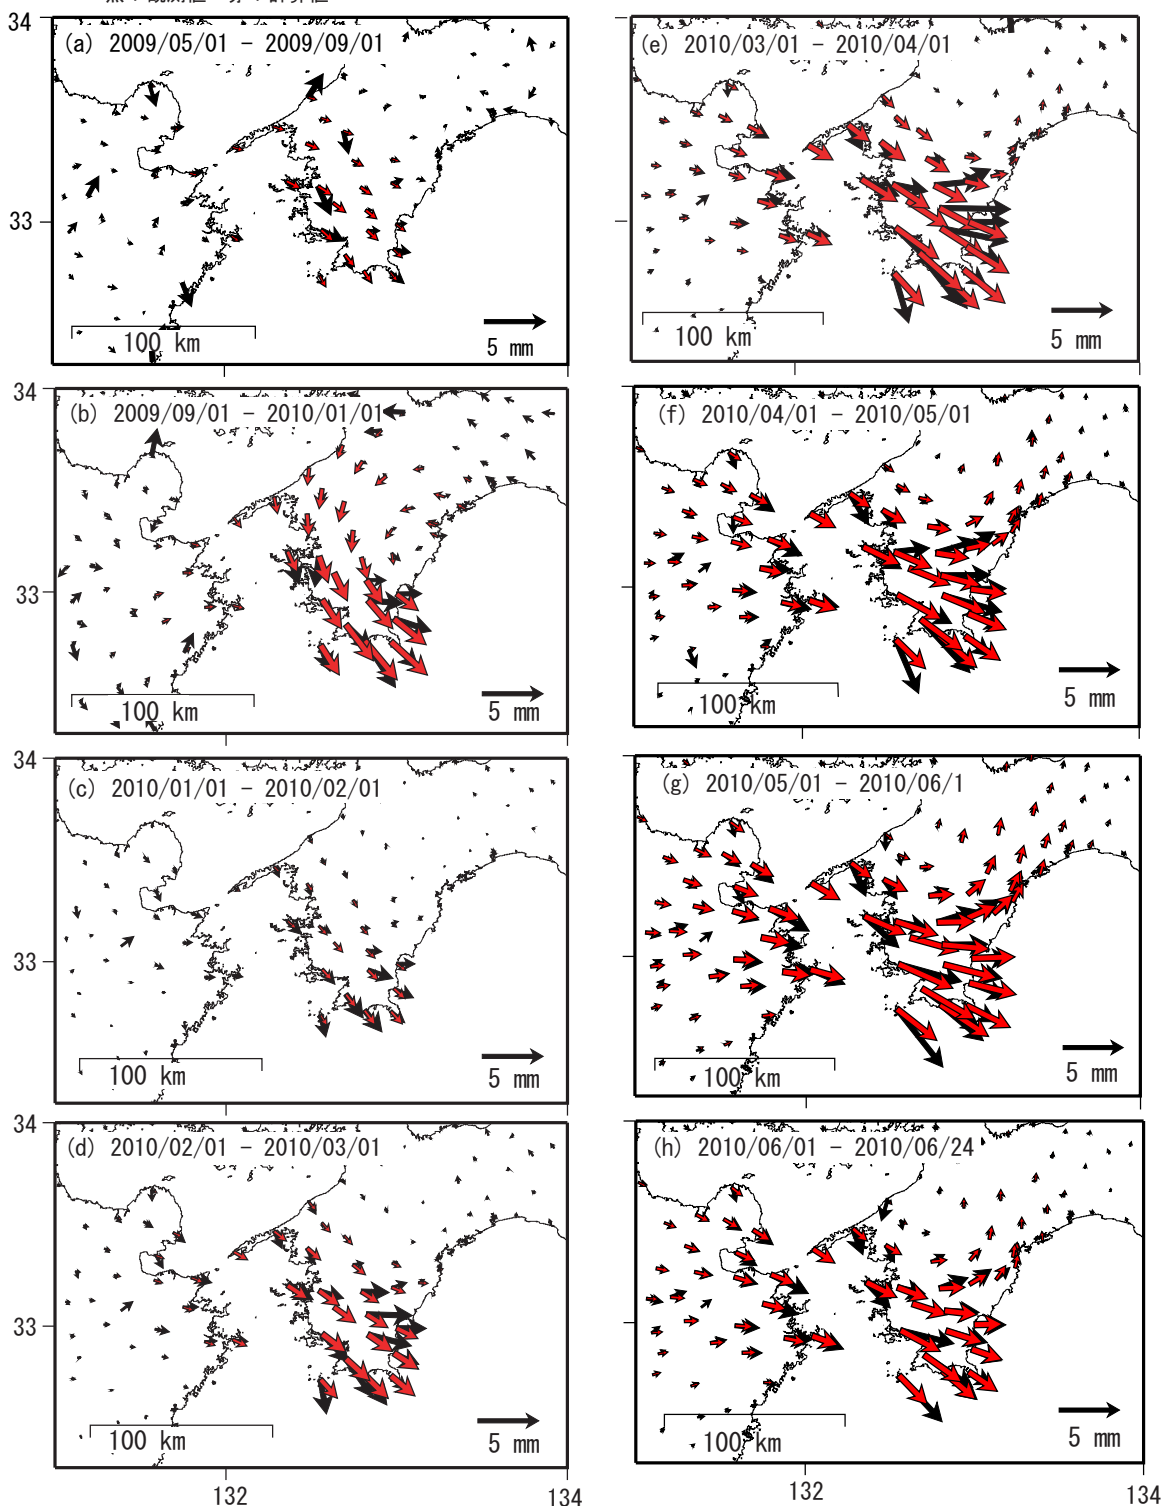 34
(a) 2009/05/01 - 2009/09/01
33
100 km
5 mm
34
(b) 2009/09/01 - 2010/01/01
33
100 km
5 mm
34
(c) 2010/01/01 - 2010/02/01
33
100 km
5 mm
34
(d) 2010/02/01 - 2010/03/01
33
100 km
5 mm
132
134
(e) 2010/03/01 - 2010/04/01
100 km
5 mm
(f) 2010/04/01 - 2010/05/01
100 km
5 mm
(g) 2010/05/01 - 2010/06/1
100 km
5 mm
(h) 2010/06/01 - 2010/06/24
100 km
5 mm
132
134